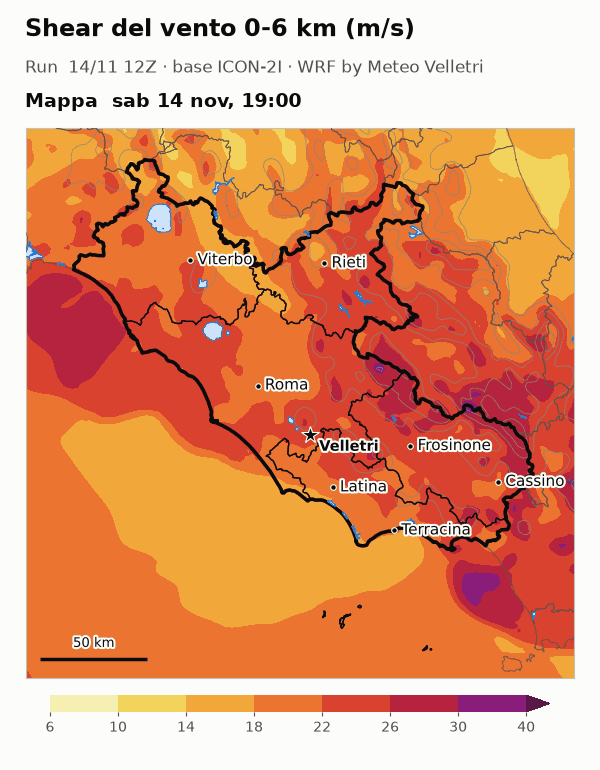 Shear del vento 0-6 km (m/s)
Run  14/11 12Z · base ICON-2I · WRF by Meteo Velletri
Mappa  sab 14 nov, 19:00
Viterbo
Rieti
Roma
Velletri
Frosinone
Latina
Cassino
Terracina
50 km
6 10 14 18 22 26 30 40